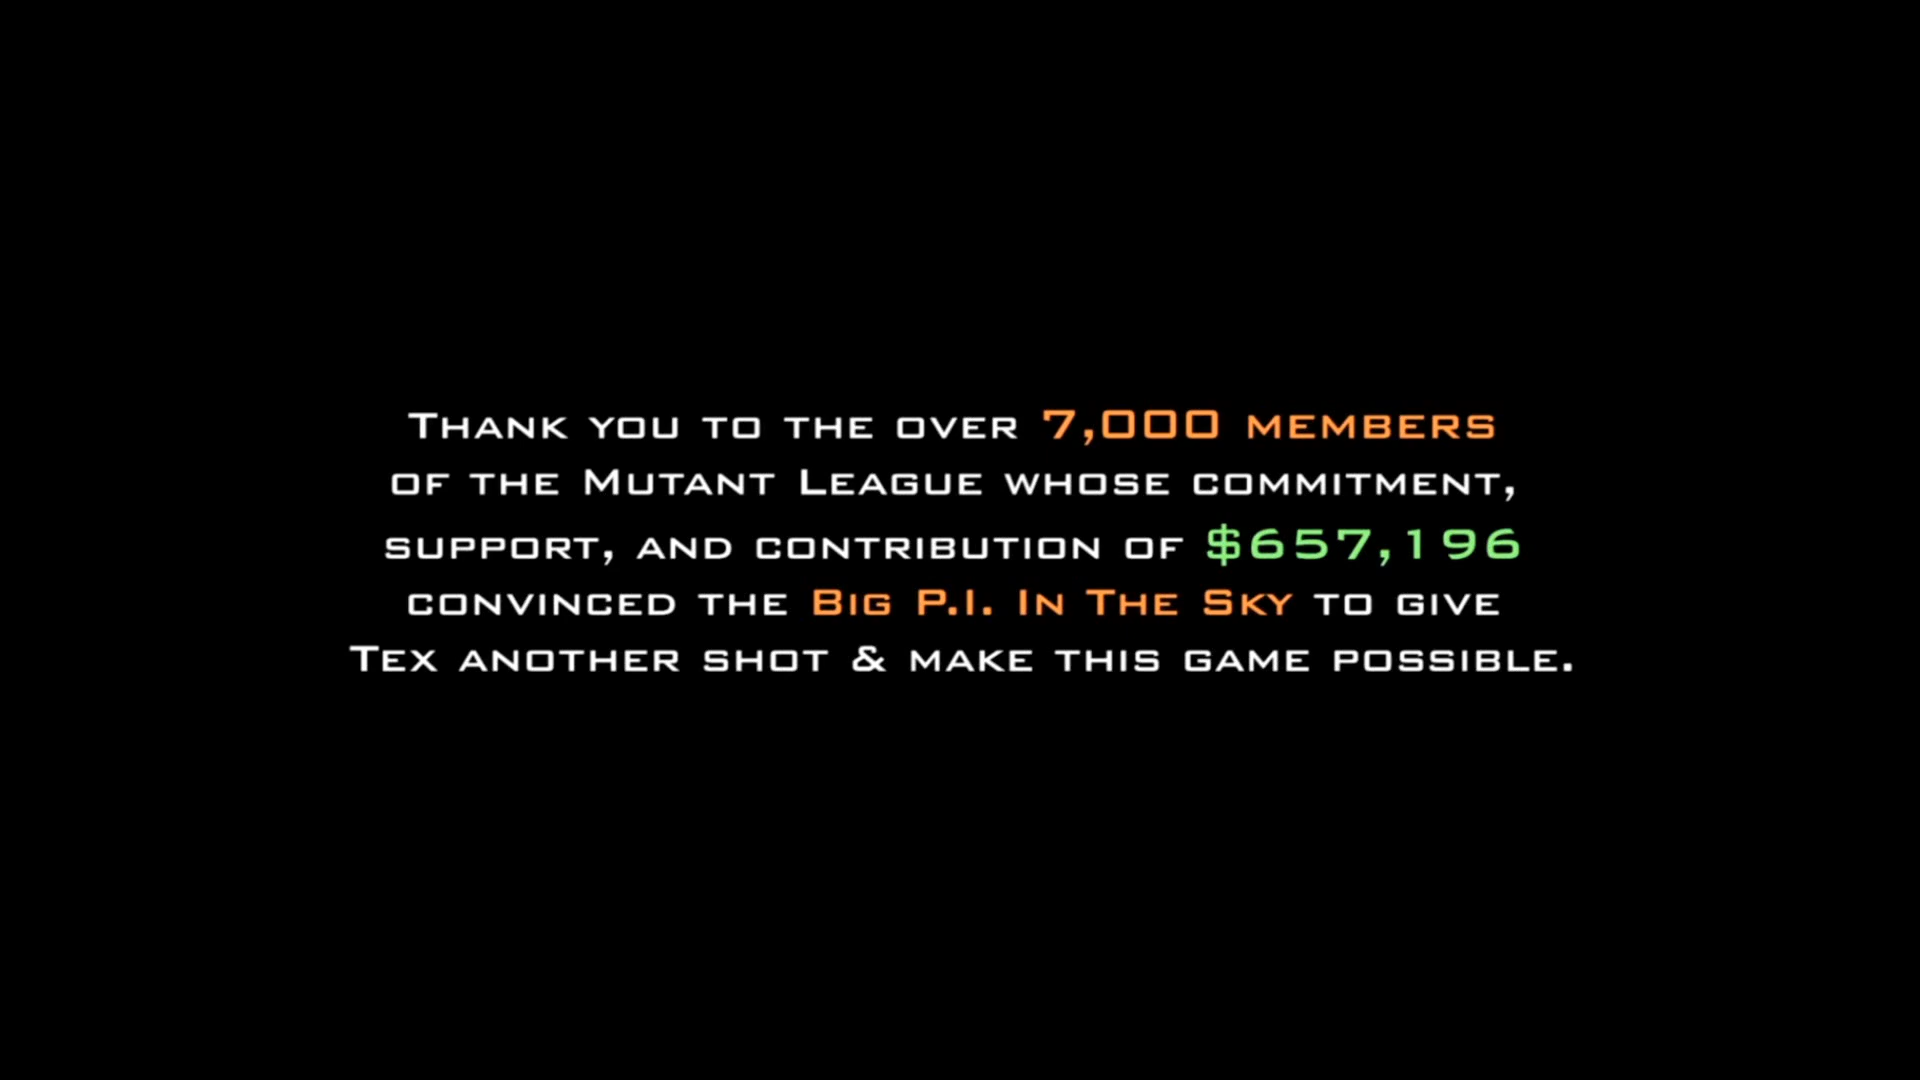 Thank you to the over 7,000 members
of the Mutant League whose commitment,
support, and contribution of $657,196
convinced the Big P.I. In The Sky to give
Tex another shot & make this game possible.